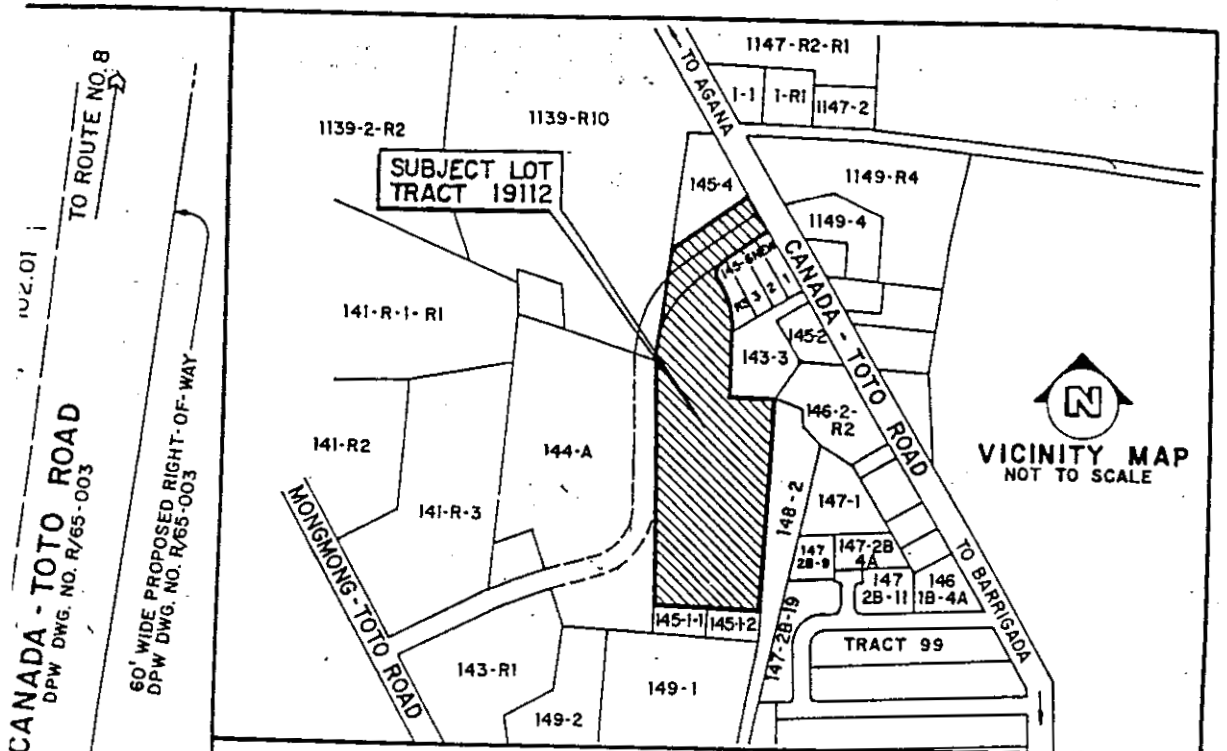 102.01
TO ROUTE NO. 8
CANADA - TOTO ROAD
DPW DWG. NO. R/65-003
60' WIDE PROPOSED RIGHT-OF-WAY
DPW DWG. NO. R/65-003
1139-2-R2
1139-R10
SUBJECT LOT
TRACT 19112
TO AGANA
1147-R2-R1
1-1
1-R1
1147-2
145-4
1149-R4
1149-4
3
2
1
CANADA - TOTO ROAD
141-R-1-R1
143-3
145-2
N
VICINITY MAP
NOT TO SCALE
141-R2
144-A
146-2-
R2
141-R-3
148-2
147-1
MONGMONG-TOTO ROAD
147
2B-9
147-2B
4A
147
2B-11
146
1B-4A
TO BARRIGADA
145-1-1
145-1-2
147-2B-19
TRACT 99
143-R1
149-1
149-2